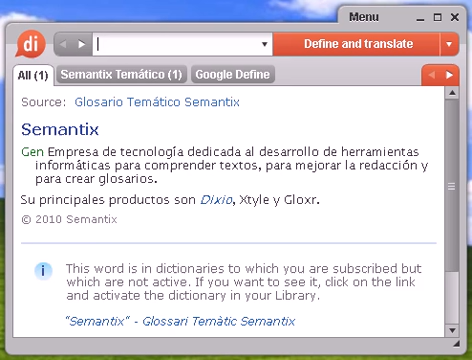 Menu
di
Define and translate
All (1)
Semantix Temático (1)
Google Define
Source: Glosario Temático Semantix
Semantix
Gen Empresa de tecnología dedicada al desarrollo de herramientas
informáticas para comprender textos, para mejorar la redacción y
para crear glosarios.
Su principales productos son Dixio, Xtyle y Gloxr.
© 2010 Semantix
i
This word is in dictionaries to which you are subscribed but
which are not active. If you want to see it, click on the link
and activate the dictionary in your Library.
"Semantix" - Glossari Temàtic Semantix